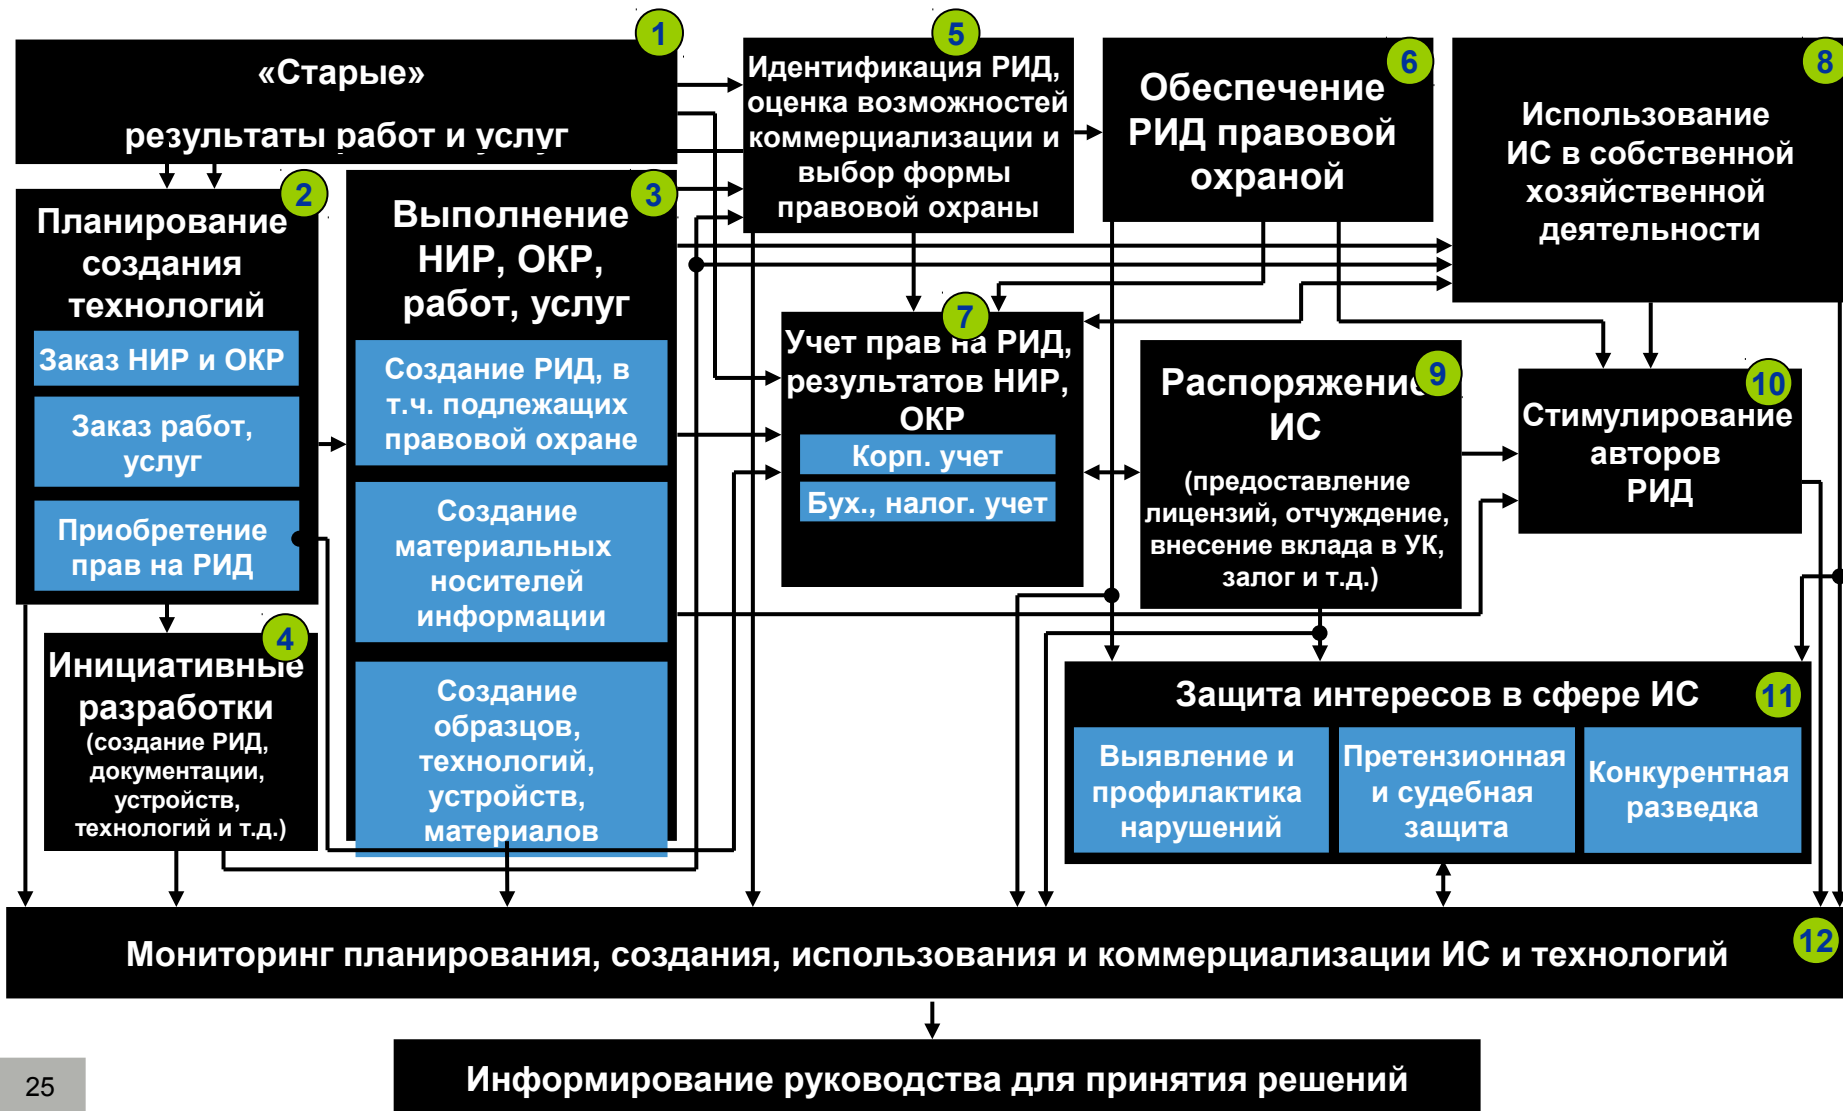 1
«Старые»
результаты работ и услуг
2
Планирование
создания
технологий
Заказ НИР и ОКР
Заказ работ,
услуг
Приобретение
прав на РИД
3
Выполнение
НИР, ОКР,
работ, услуг
Создание РИД, в
т.ч. подлежащих
правовой охране
Создание
материальных
носителей
информации
Создание
образцов,
технологий,
устройств,
материалов
4
Инициативные
разработки
(создание РИД,
документации,
устройств,
технологий и т.д.)
5
Идентификация РИД,
оценка возможностей
коммерциализации и
выбор формы
правовой охраны
6
Обеспечение
РИД правовой
охраной
7
Учет прав на РИД,
результатов НИР,
ОКР
Корп. учет
Бух., налог. учет
8
Использование
ИС в собственной
хозяйственной
деятельности
9
Распоряжение
ИС
(предоставление
лицензий, отчуждение,
внесение вклада в УК,
залог и т.д.)
10
Стимулирование
авторов
РИД
11
Защита интересов в сфере ИС
Выявление и
профилактика
нарушений
Претензионная
и судебная
защита
Конкурентная
разведка
12
Мониторинг планирования, создания, использования и коммерциализации ИС и технологий
Информирование руководства для принятия решений
25